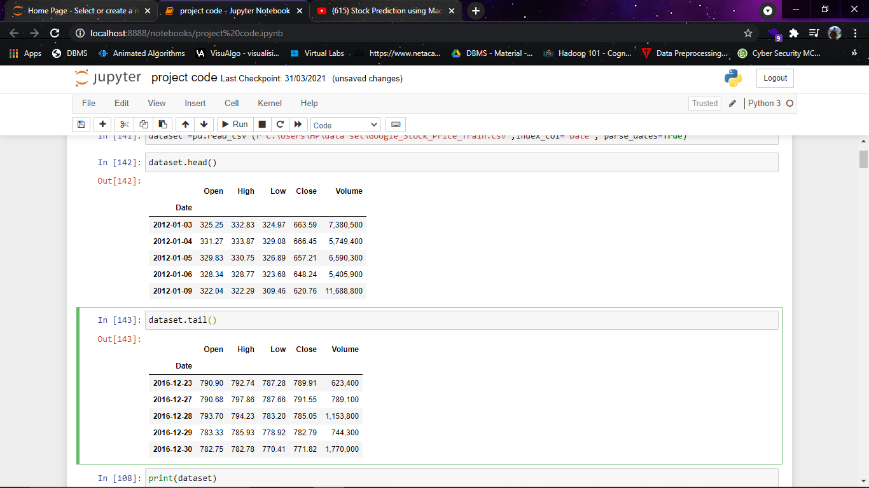 Home Page - Select or create a n
project code - Jupyter Notebook
(615) Stock Prediction using Mac
localhost:8888/notebooks/project%20code.ipynb
9
Apps DBMS Animated Algorithms VisuAlgo - visualisi... Virtual Labs https://www.netaca... DBMS - Material -... Hadoop 101 - Cogn... Data Preprocessing... Cyber Security MC...
jupyter project code Last Checkpoint: 31/03/2021 (unsaved changes) Logout
File Edit View Insert Cell Kernel Help Trusted Python 3
Run Code
In [141]: dataset =pd.read_csv (r"C:\Users\HP\data set\Google_Stock_Price_Train.csv",index_col="Date", parse_dates=True)
In [142]: dataset.head()
Out[142]:
Open High Low Close Volume
Date
2012-01-03 325.25 332.83 324.97 663.59 7,380,500
2012-01-04 331.27 333.87 329.08 666.45 5,749,400
2012-01-05 329.83 330.75 326.89 657.21 6,590,300
2012-01-06 328.34 328.77 323.68 648.24 5,405,900
2012-01-09 322.04 322.29 309.46 620.76 11,688,800
In [143]: dataset.tail()
Out[143]:
Open High Low Close Volume
Date
2016-12-23 790.90 792.74 787.28 789.91 623,400
2016-12-27 790.68 797.86 787.66 791.55 789,100
2016-12-28 793.70 794.23 783.20 785.05 1,153,800
2016-12-29 783.33 785.93 778.92 782.79 744,300
2016-12-30 782.75 782.78 770.41 771.82 1,770,000
In [108]: print(dataset)